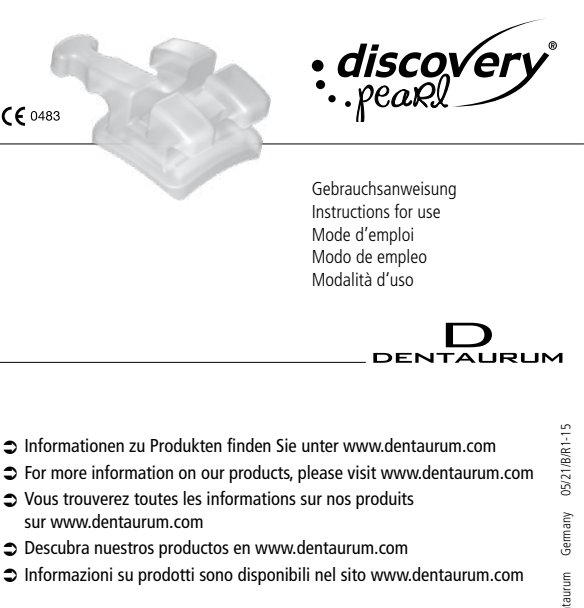 discovery®
pearl
CE 0483
Gebrauchsanweisung
Instructions for use
Mode d’emploi
Modo de empleo
Modalità d’uso
D
DENTAURUM
➲ Informationen zu Produkten finden Sie unter www.dentaurum.com
➲ For more information on our products, please visit www.dentaurum.com
➲ Vous trouverez toutes les informations sur nos produits
sur www.dentaurum.com
➲ Descubra nuestros productos en www.dentaurum.com
➲ Informazioni su prodotti sono disponibili nel sito www.dentaurum.com
taurum Germany 05/21/B/R1-15